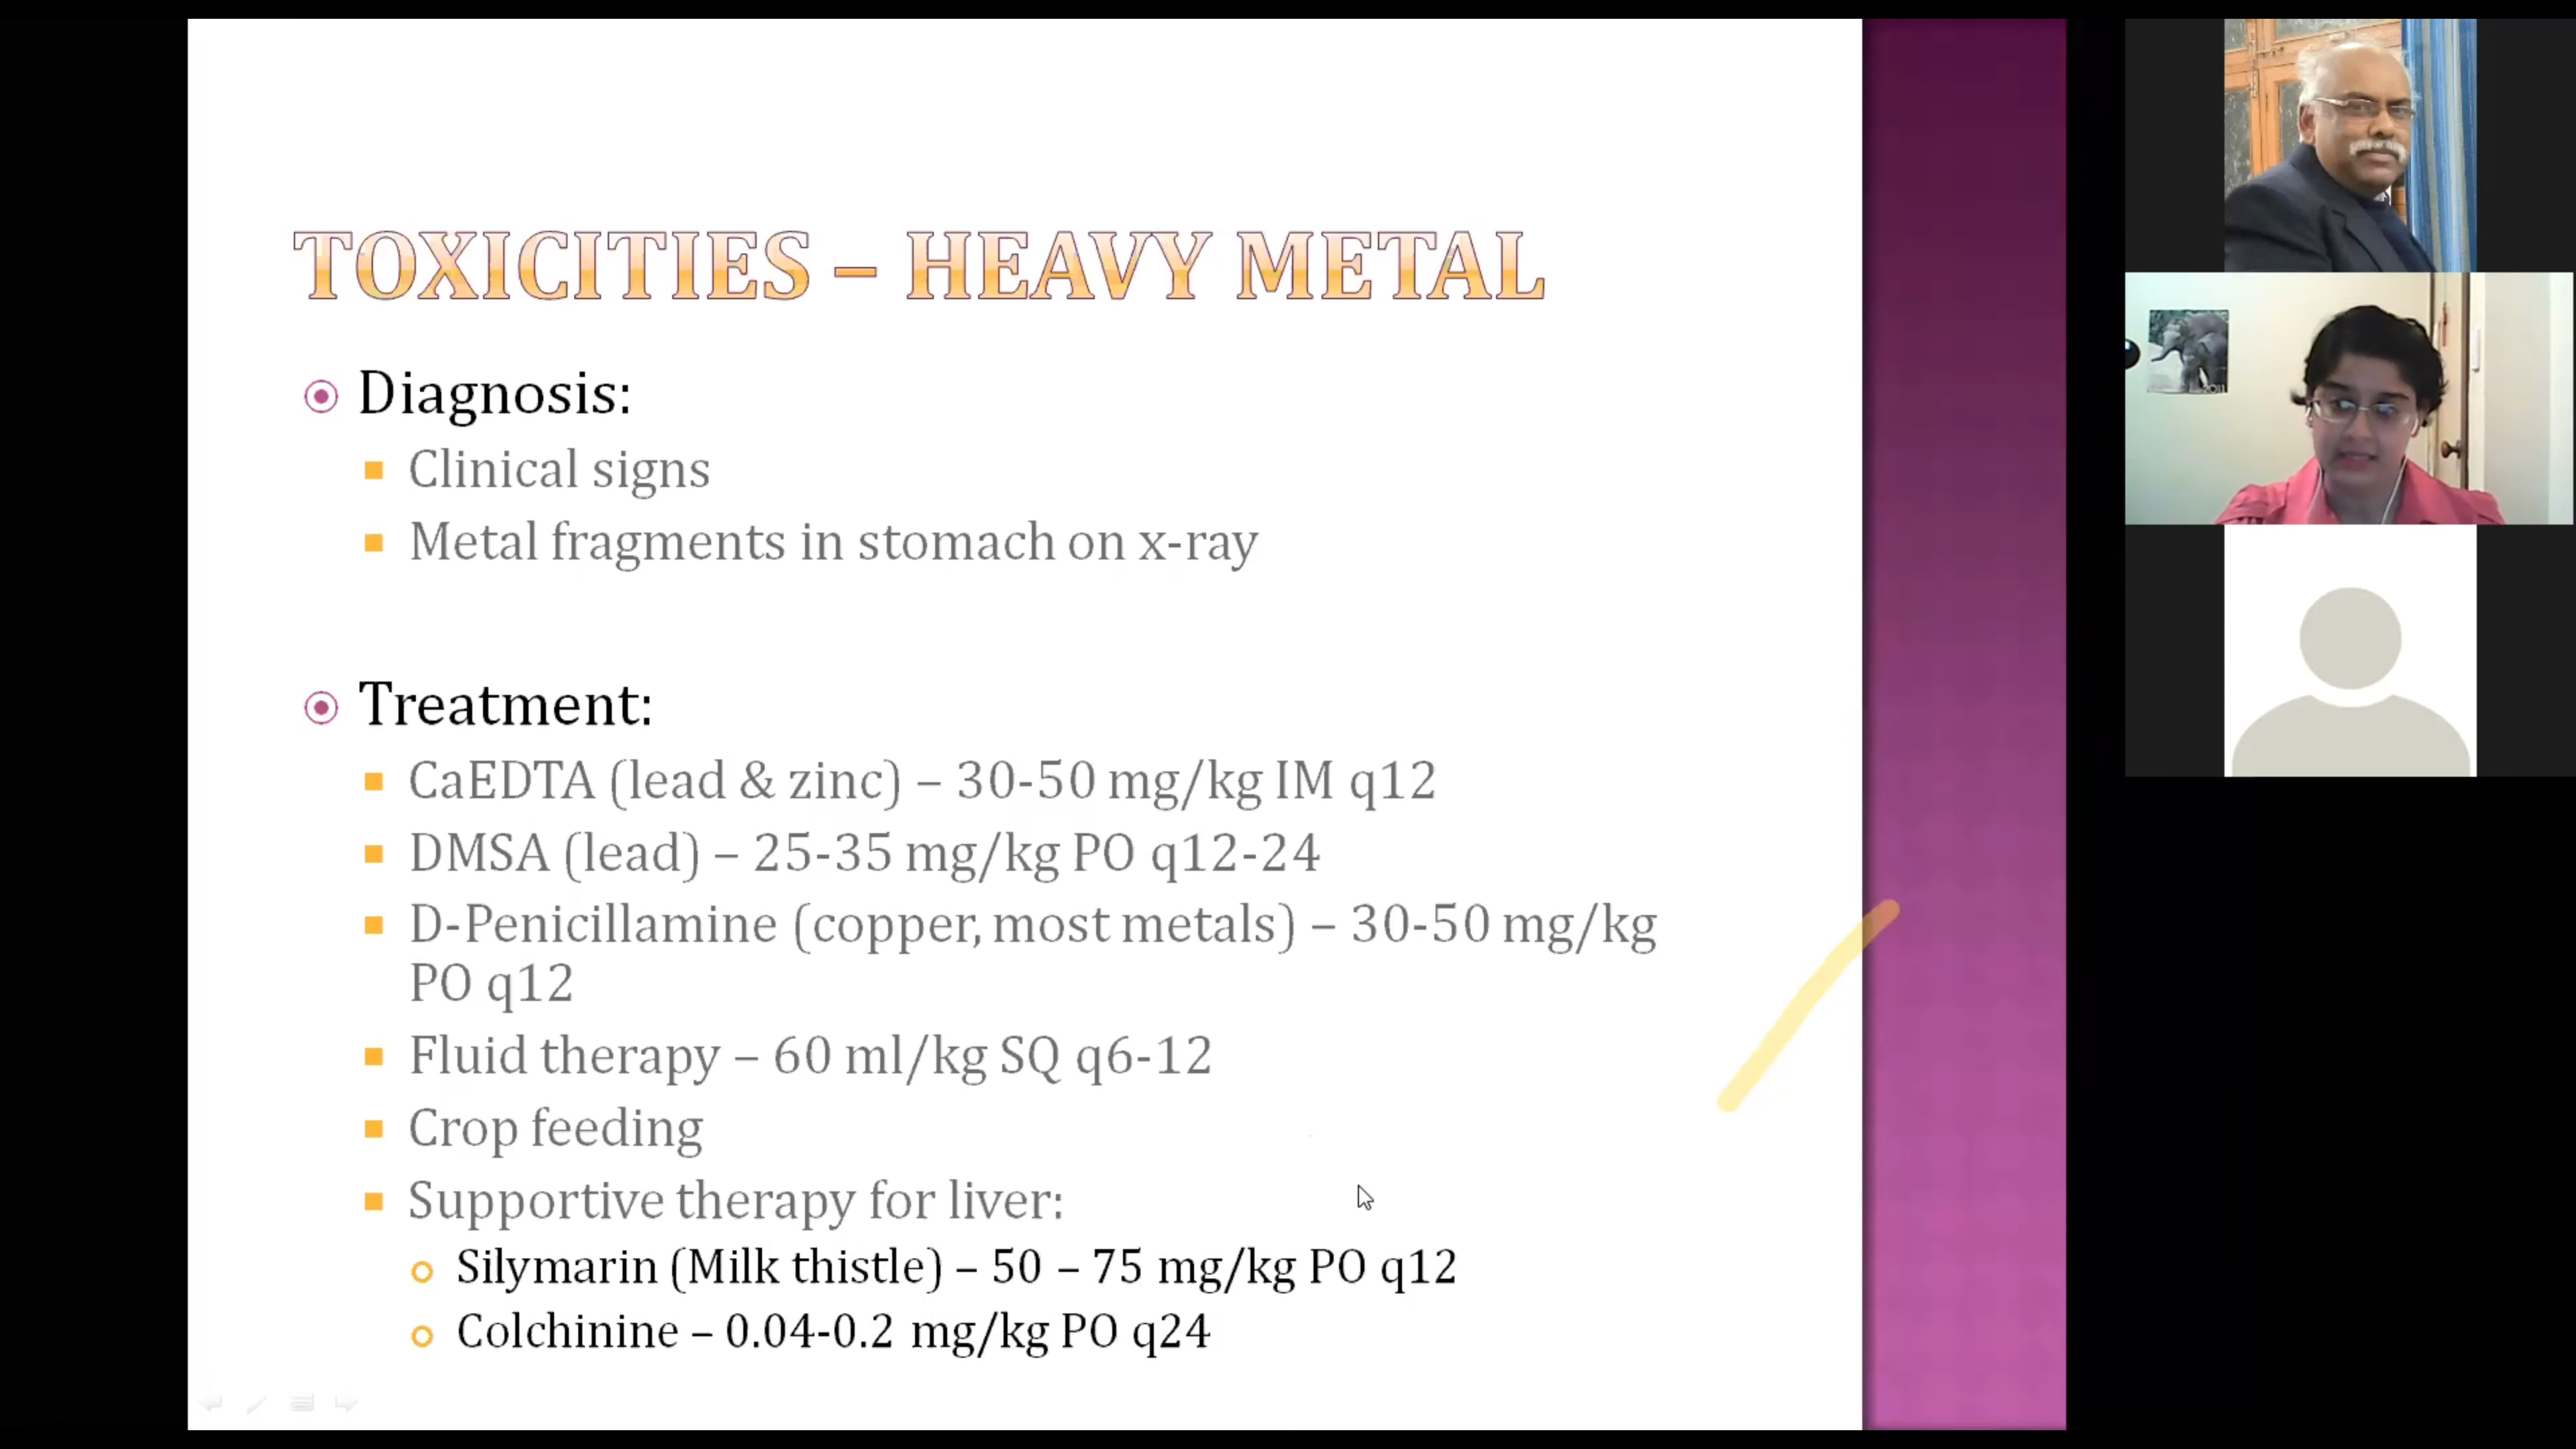 TOXICITIES – HEAVY METAL
Diagnosis:
Clinical signs
Metal fragments in stomach on x-ray
Treatment:
CaEDTA (lead & zinc) – 30-50 mg/kg IM q12
DMSA (lead) – 25-35 mg/kg PO q12-24
D-Penicillamine (copper, most metals) – 30-50 mg/kg
PO q12
Fluid therapy – 60 ml/kg SQ q6-12
Crop feeding
Supportive therapy for liver:
Silymarin (Milk thistle) – 50 – 75 mg/kg PO q12
Colchinine – 0.04-0.2 mg/kg PO q24
2011